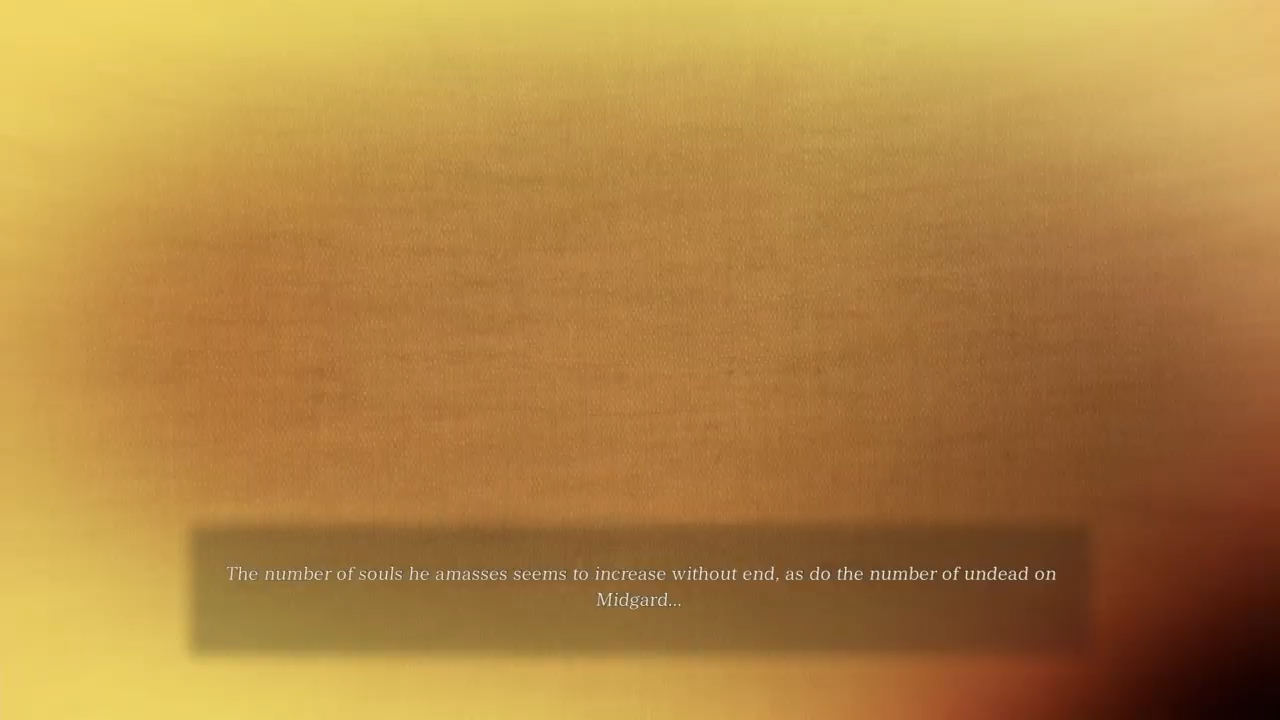 The number of souls he amasses seems to increase without end, as do the number of undead on
Midgard...